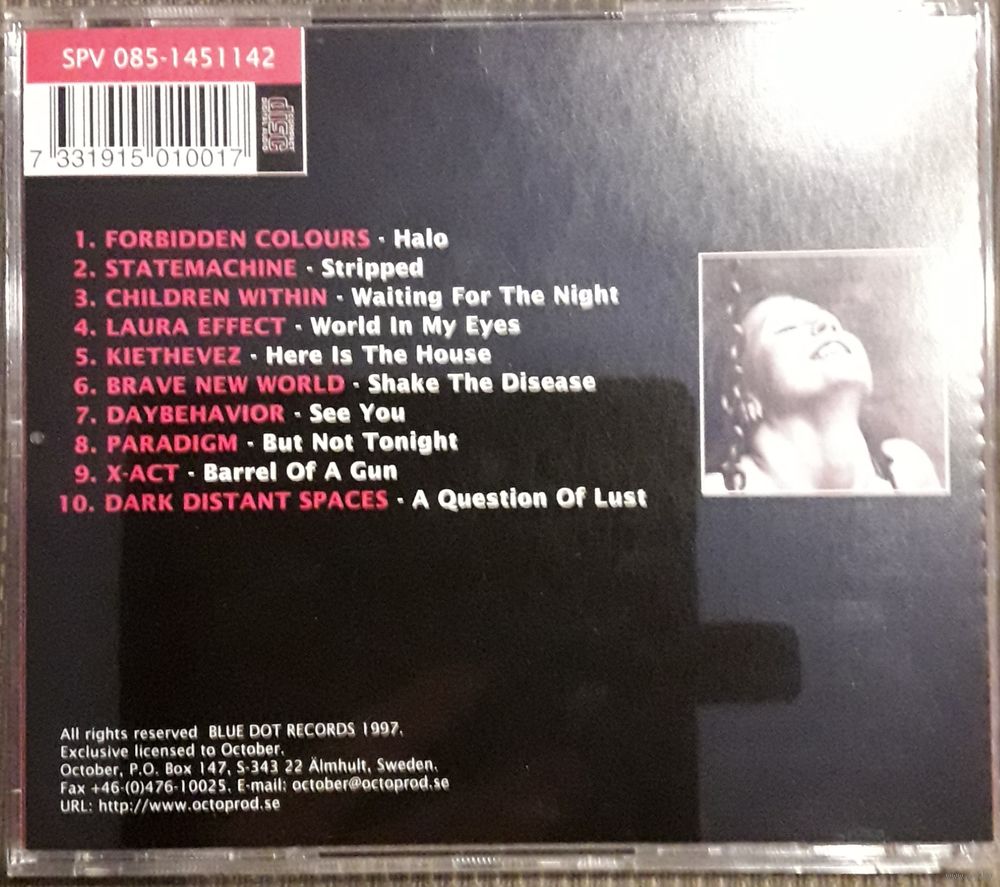 SPV 085-1451142
7 331915 010017
COMPACT
disc
DIGITAL AUDIO
1. FORBIDDEN COLOURS · Halo
2. STATEMACHINE · Stripped
3. CHILDREN WITHIN · Waiting For The Night
4. LAURA EFFECT · World In My Eyes
5. KIETHEVEZ · Here Is The House
6. BRAVE NEW WORLD · Shake The Disease
7. DAYBEHAVIOR · See You
8. PARADIGM · But Not Tonight
9. X-ACT · Barrel Of A Gun
10. DARK DISTANT SPACES · A Question Of Lust
All rights reserved BLUE DOT RECORDS 1997.
Exclusive licensed to October.
October, P.O. Box 147, S-343 22 Älmhult, Sweden.
Fax +46-(0)476-10025. E-mail: october@octoprod.se
URL: http://www.octoprod.se